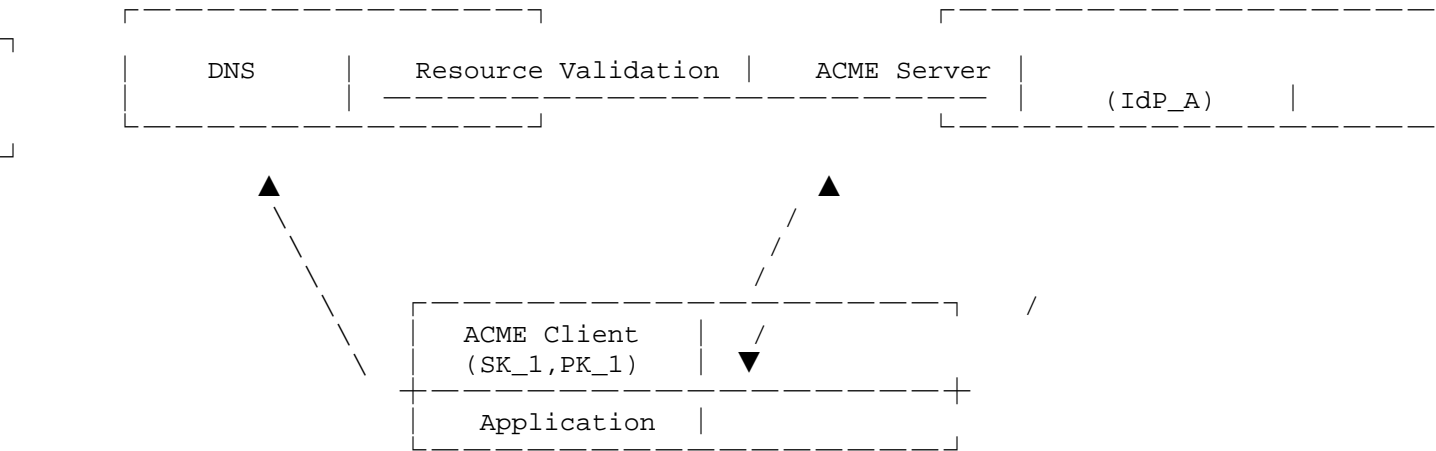 DNS Resource Validation ACME Server
(IdP_A)
ACME Client
(SK_1,PK_1)
Application